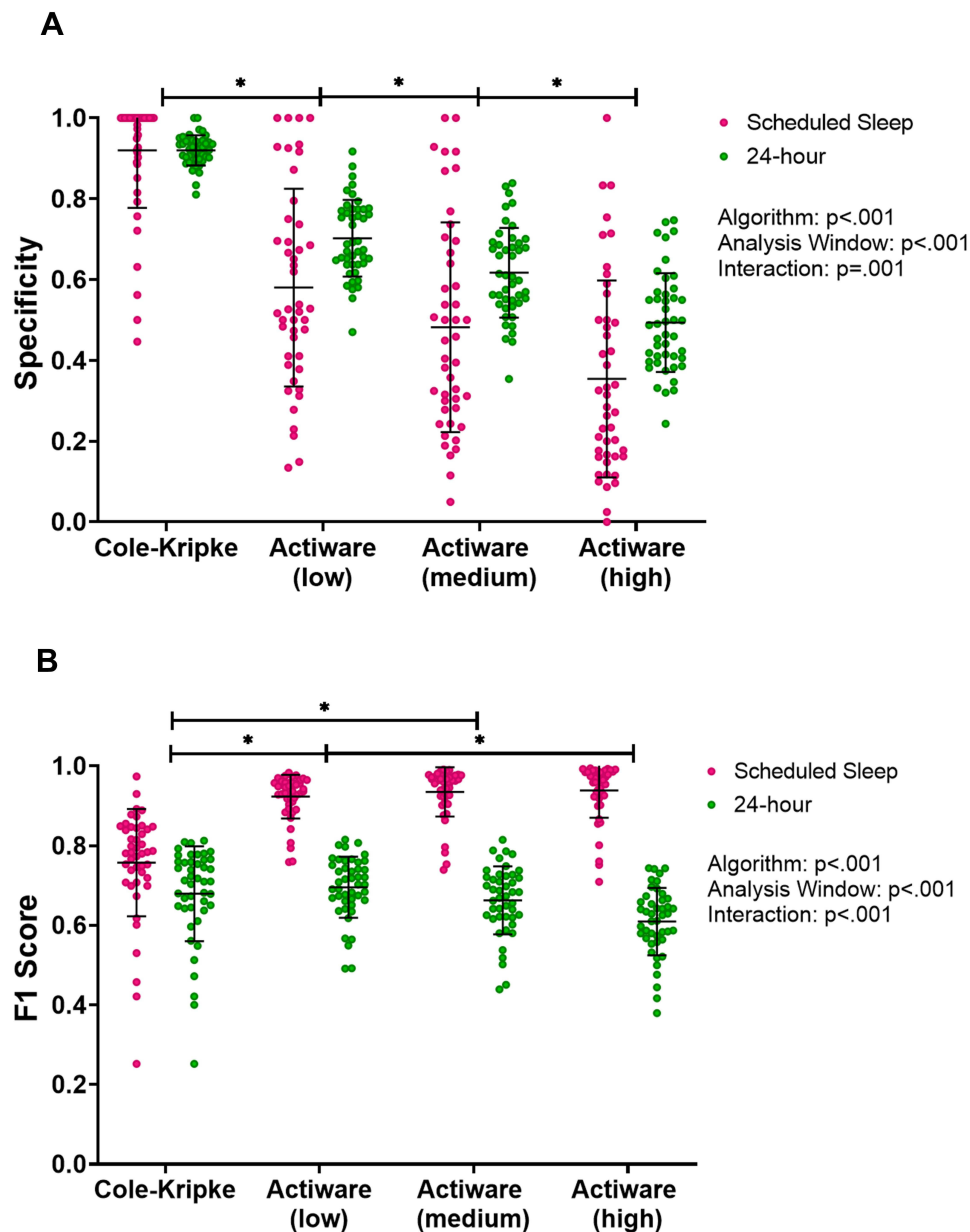 A
*
*
*
1.0
0.8
0.6
0.4
0.2
0.0
Specificity
Cole-Kripke
Actiware
(low)
Actiware
(medium)
Actiware
(high)
Scheduled Sleep
24-hour
Algorithm: p<.001
Analysis Window: p<.001
Interaction: p=.001
B
*
*
*
1.0
0.8
0.6
0.4
0.2
0.0
F1 Score
Cole-Kripke
Actiware
(low)
Actiware
(medium)
Actiware
(high)
Scheduled Sleep
24-hour
Algorithm: p<.001
Analysis Window: p<.001
Interaction: p<.001